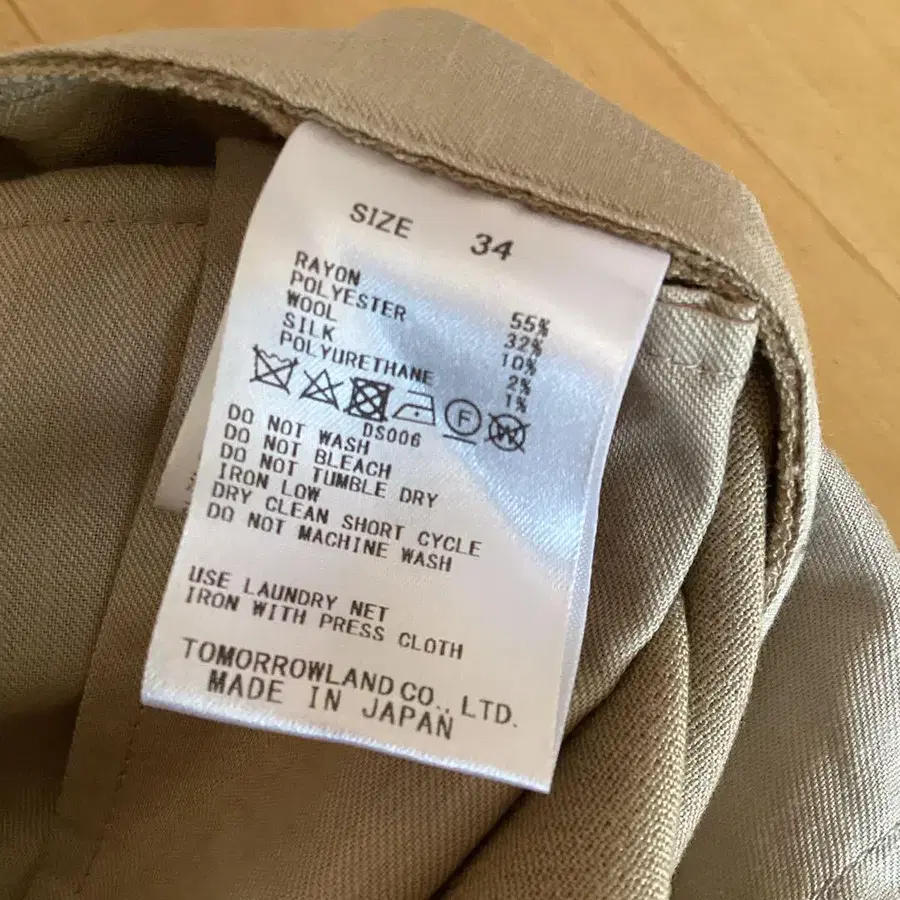 SIZE 34
RAYON 55%
POLYESTER 32%
WOOL 10%
SILK 2%
POLYURETHANE 1%
F W
DS006
DO NOT WASH
DO NOT BLEACH
DO NOT TUMBLE DRY
IRON LOW
DRY CLEAN SHORT CYCLE
DO NOT MACHINE WASH
USE LAUNDRY NET
IRON WITH PRESS CLOTH
TOMORROWLAND CO., LTD.
MADE IN JAPAN